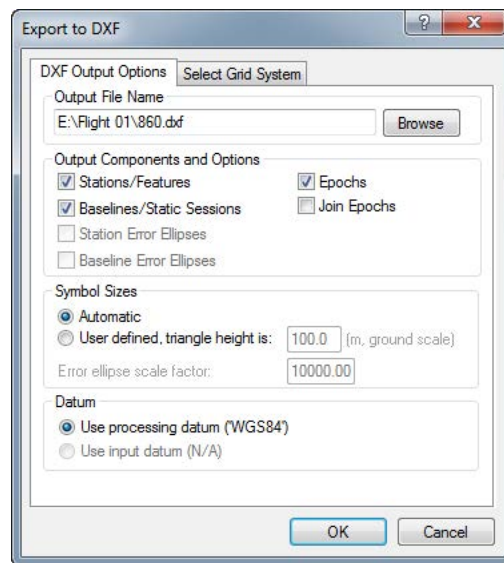 Export to DXF
DXF Output Options Select Grid System
Output File Name
E:\Flight 01\860.dxf Browse
Output Components and Options
Stations/Features Epochs
Baselines/Static Sessions Join Epochs
Station Error Ellipses
Baseline Error Ellipses
Symbol Sizes
Automatic
User defined, triangle height is: 100.0 (m, ground scale)
Error ellipse scale factor: 10000.00
Datum
Use processing datum ('WGS84')
Use input datum (N/A)
OK Cancel